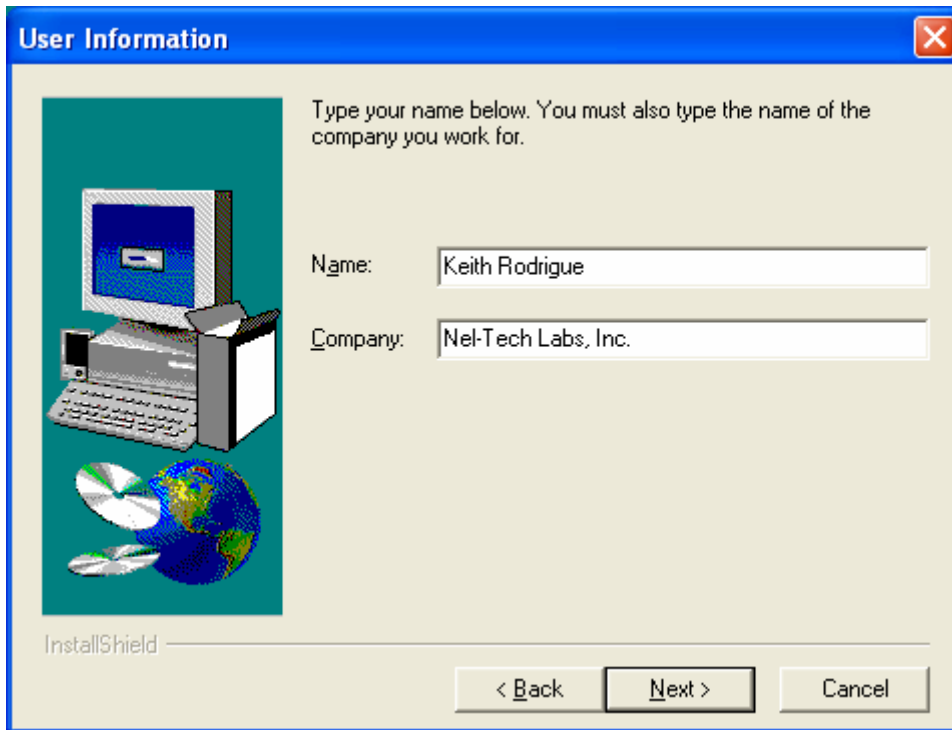 User Information
Type your name below. You must also type the name of the
company you work for.
Name: Keith Rodrigue
Company: Nel-Tech Labs, Inc.
InstallShield
< Back Next > Cancel